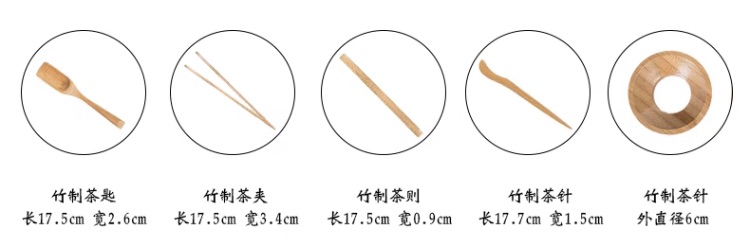 竹制茶匙
长17.5cm 宽2.6cm
竹制茶夹
长17.5cm 宽3.4cm
竹制茶则
长17.5cm 宽0.9cm
竹制茶针
长17.7cm 宽1.5cm
竹制茶针
外直径6cm